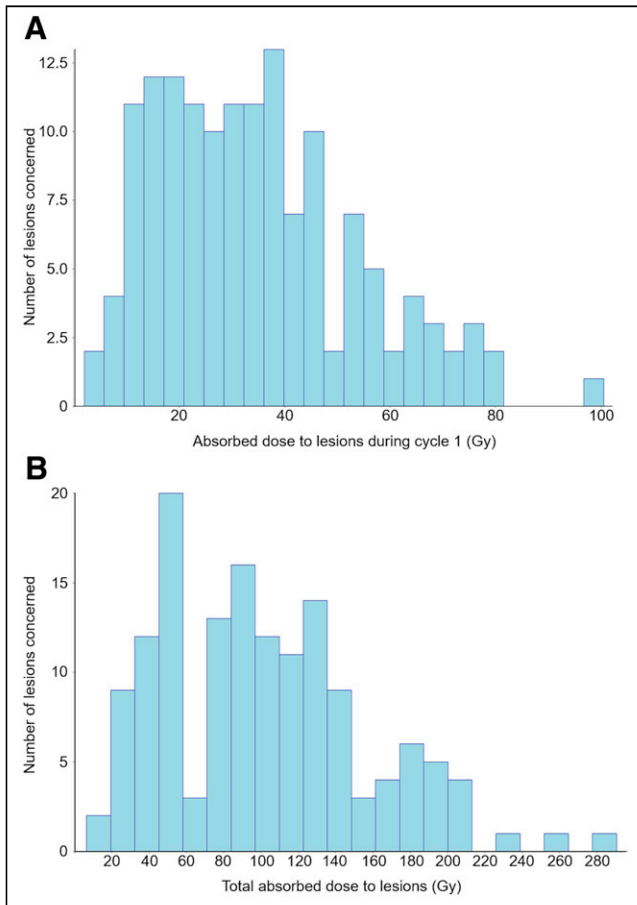 A
12.5
10.0
7.5
5.0
2.5
0
Number of lesions concerned
20 40 60 80 100
Absorbed dose to lesions during cycle 1 (Gy)
B
20
15
10
5
0
Number of lesions concerned
20 40 60 80 100 120 140 160 180 200 220 240 260 280
Total absorbed dose to lesions (Gy)